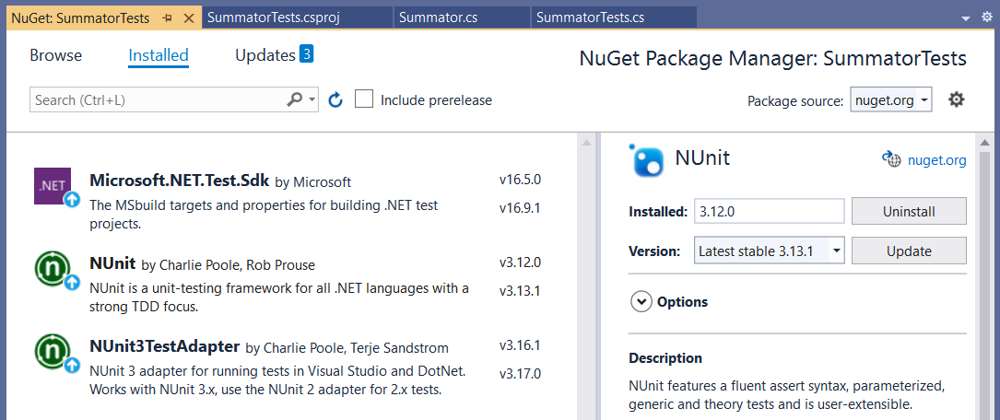 NuGet: SummatorTests
SummatorTests.csproj
Summator.cs
SummatorTests.cs
Browse
Installed
Updates 3
NuGet Package Manager: SummatorTests
Search (Ctrl+L)
Include prerelease
Package source:
nuget.org
.NET
Microsoft.NET.Test.Sdk by Microsoft
v16.5.0
The MSbuild targets and properties for building .NET test
v16.9.1
projects.
n
NUnit by Charlie Poole, Rob Prouse
v3.12.0
NUnit is a unit-testing framework for all .NET languages with a
v3.13.1
strong TDD focus.
n
NUnit3TestAdapter by Charlie Poole, Terje Sandstrom
v3.16.1
NUnit 3 adapter for running tests in Visual Studio and DotNet.
v3.17.0
Works with NUnit 3.x, use the NUnit 2 adapter for 2.x tests.
NUnit
nuget.org
Installed:
3.12.0
Uninstall
Version:
Latest stable 3.13.1
Update
Options
Description
NUnit features a fluent assert syntax, parameterized,
generic and theory tests and is user-extensible.